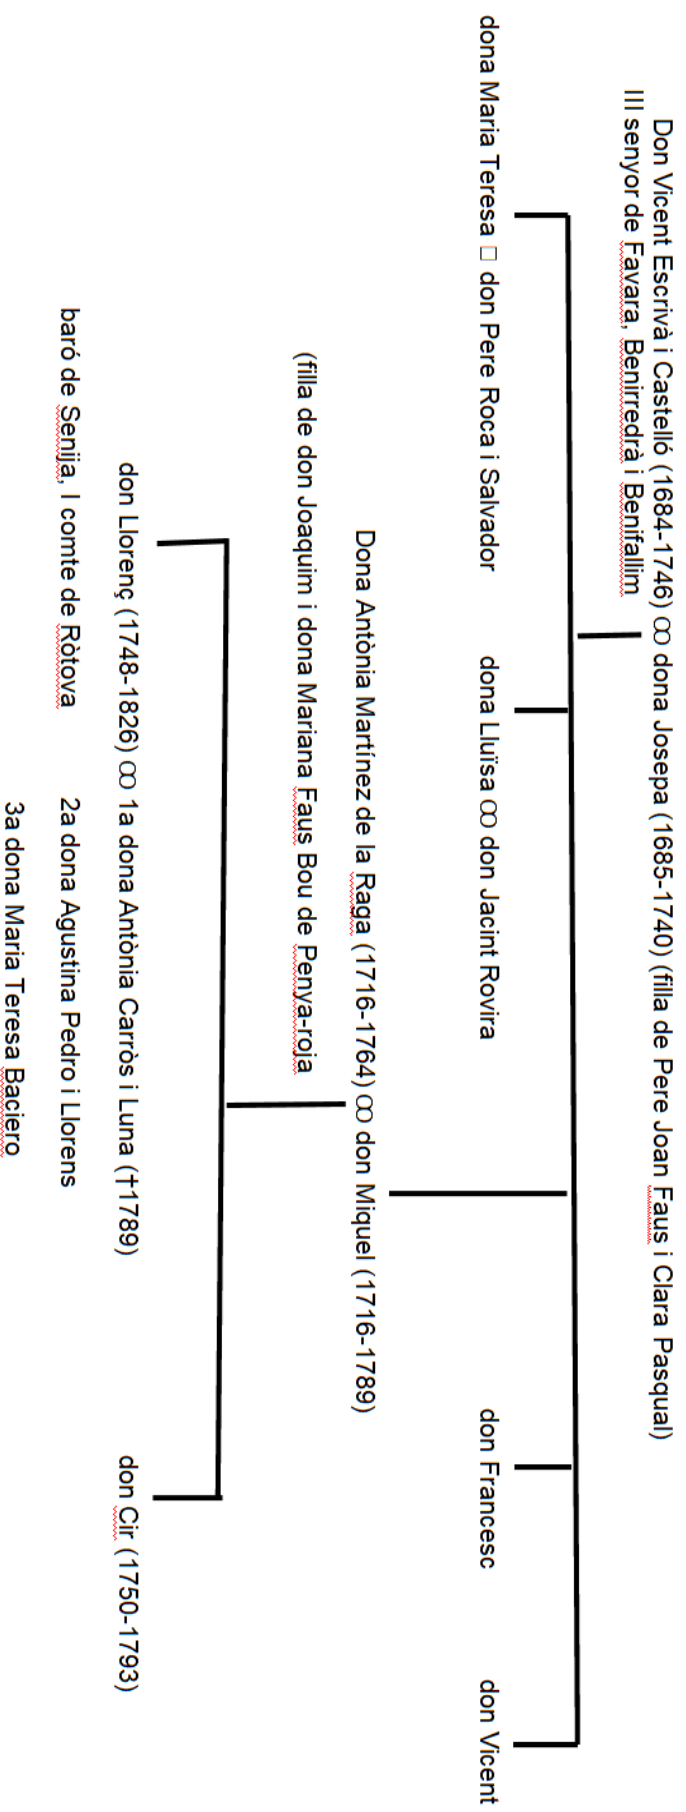 Don Vicent Escrivà i Castelló (1684-1746) ꝏ dona Josepa (1685-1740) (filla de Pere Joan Faus i Clara Pasqual)
III senyor de Favara, Benirredrà i Benifallim
dona Maria Teresa □ don Pere Roca i Salvador
dona Lluïsa ꝏ don Jacint Rovira
don Francesc
don Vicent
Dona Antònia Martínez de la Raga (1716-1764) ꝏ don Miquel (1716-1789)
(filla de don Joaquim i dona Mariana Faus Bou de Penya-roja
don Llorenç (1748-1826) ꝏ 1a dona Antònia Carròs i Luna (†1789)
don Cir (1750-1793)
baró de Senija, I comte de Ròtova
2a dona Agustina Pedro i Llorens
3a dona Maria Teresa Baciero